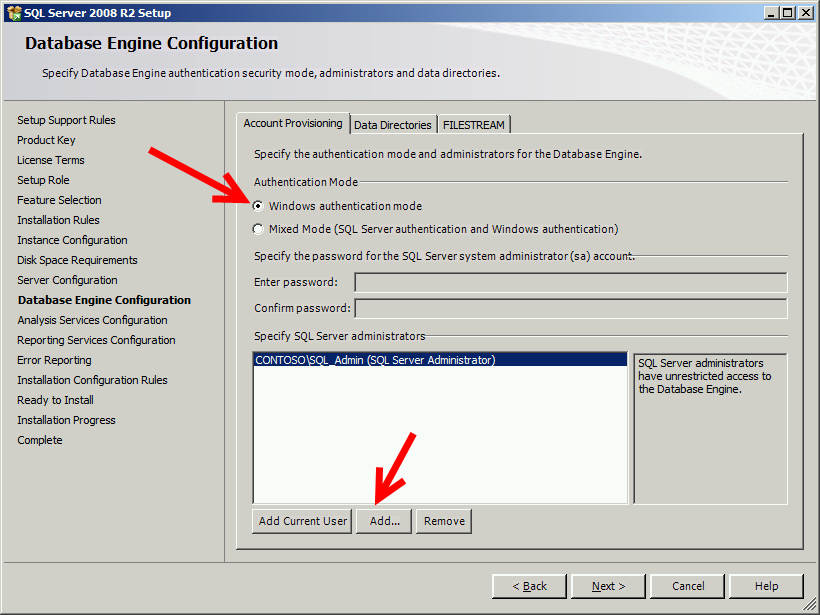 SQL Server 2008 R2 Setup
Database Engine Configuration
Specify Database Engine authentication security mode, administrators and data directories.
Setup Support Rules
Product Key
License Terms
Setup Role
Feature Selection
Installation Rules
Instance Configuration
Disk Space Requirements
Server Configuration
Database Engine Configuration
Analysis Services Configuration
Reporting Services Configuration
Error Reporting
Installation Configuration Rules
Ready to Install
Installation Progress
Complete
Account Provisioning Data Directories FILESTREAM
Specify the authentication mode and administrators for the Database Engine.
Authentication Mode
Windows authentication mode
Mixed Mode (SQL Server authentication and Windows authentication)
Specify the password for the SQL Server system administrator (sa) account.
Enter password:
Confirm password:
Specify SQL Server administrators
CONTOSO\SQL_Admin (SQL Server Administrator)
SQL Server administrators
have unrestricted access to
the Database Engine.
Add Current User Add... Remove
< Back Next > Cancel Help